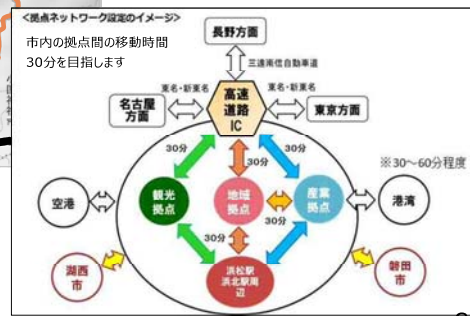 <拠点ネットワーク設定のイメージ>
市内の拠点間の移動時間
30分を目指します
長野方面
三遠南信自動車道
東名・新東名
東名・新東名
名古屋
方面
高速
道路
IC
東京方面
30分
30分
30分
※30~60分程度
空港
観光
拠点
地域
拠点
産業
拠点
港湾
30分
30分
30分
30分
湖西
市
浜松駅
浜北駅周
辺
磐田
市